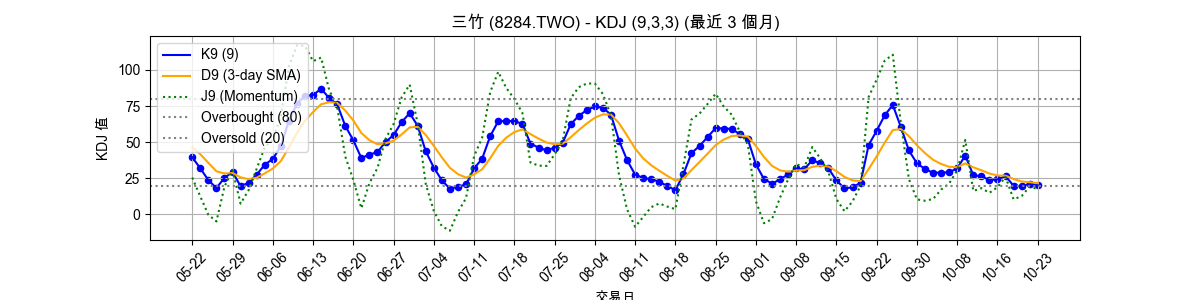 三竹 (8284.TWO) - KDJ (9,3,3) (最近 3 個月)
KDJ 值
100
75
50
25
0
K9 (9)
D9 (3-day SMA)
J9 (Momentum)
Overbought (80)
Oversold (20)
05-22 05-29 06-06 06-13 06-20 06-27 07-04 07-11 07-18 07-25 08-04 08-11 08-18 08-25 09-01 09-08 09-15 09-22 09-30 10-08 10-16 10-23
交易日